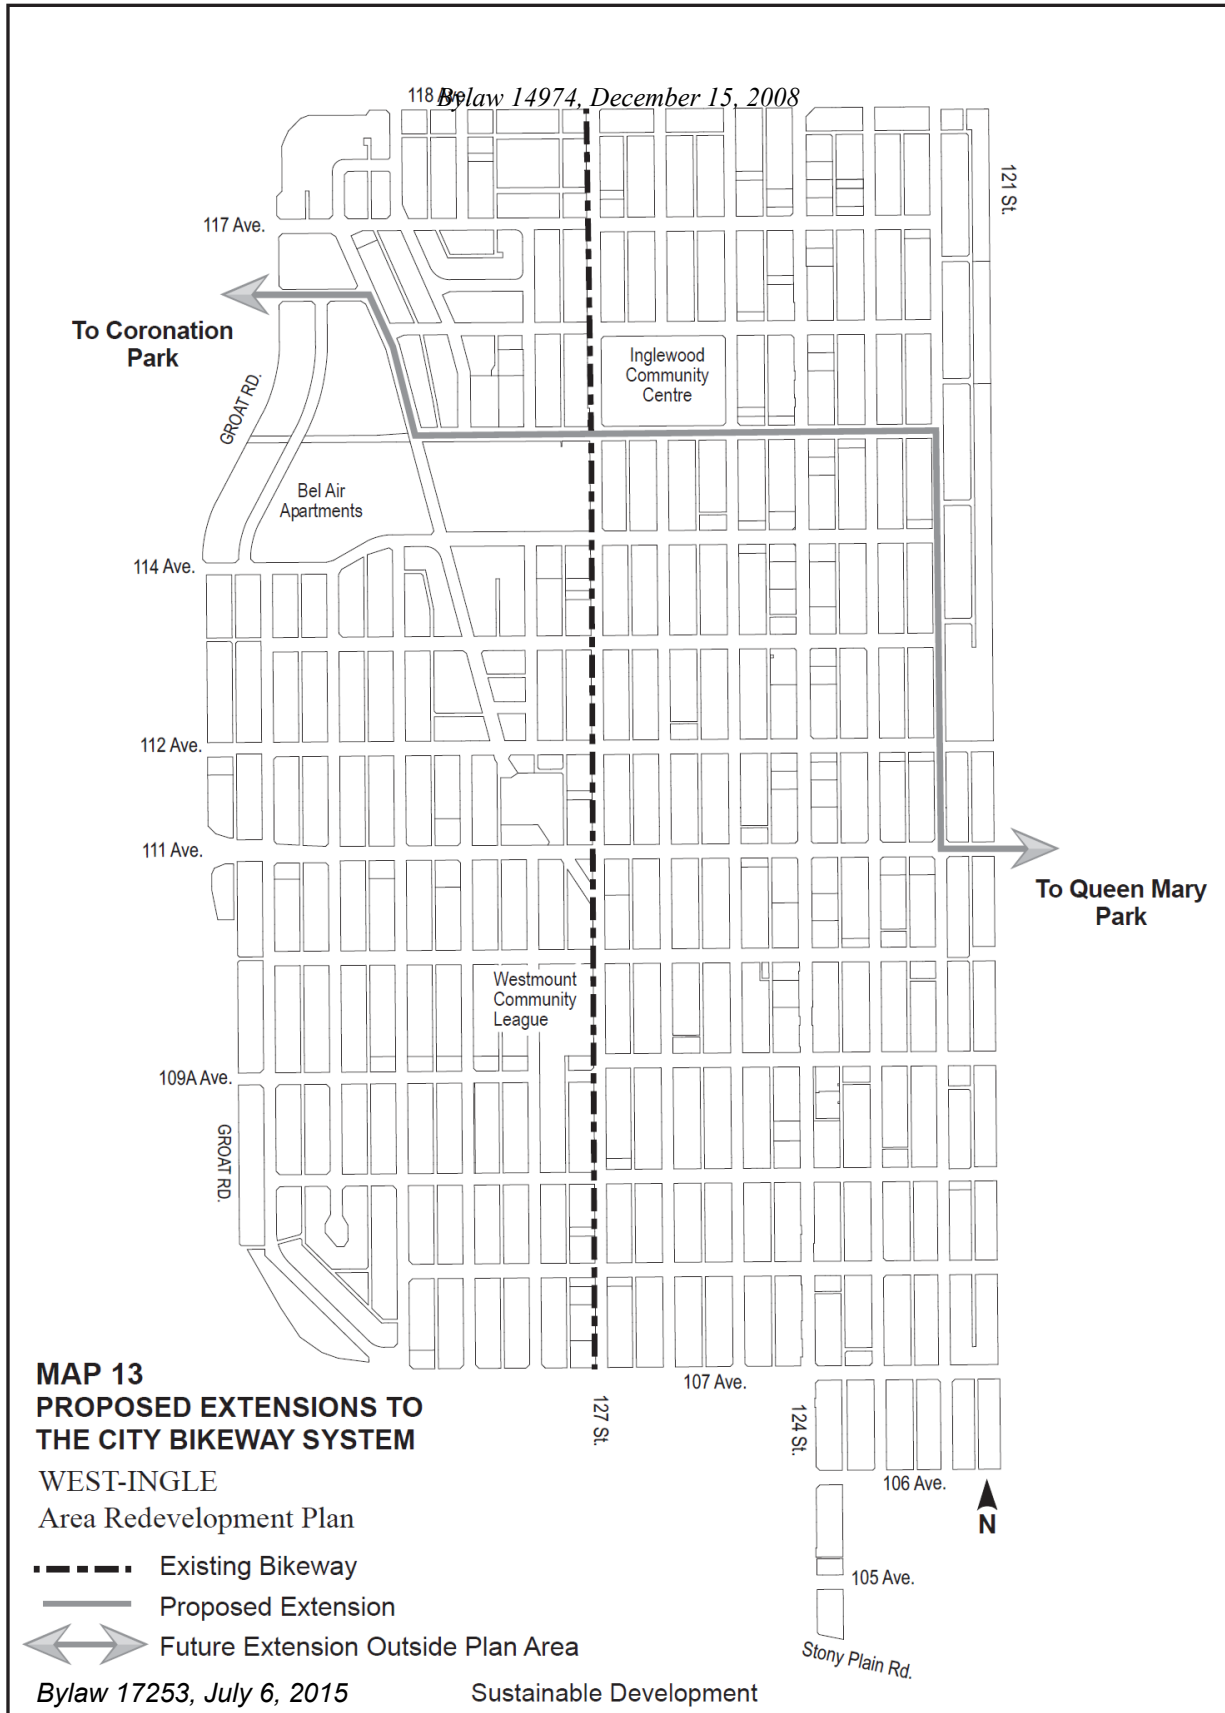 118 Ave.
Bylaw 14974, December 15, 2008
121 St.
117 Ave.
To Coronation
Park
Inglewood
Community
Centre
GROAT RD.
Bel Air
Apartments
114 Ave.
112 Ave.
111 Ave.
To Queen Mary
Park
Westmount
Community
League
109A Ave.
GROAT RD.
107 Ave.
127 St.
124 St.
106 Ave.
N
105 Ave.
Stony Plain Rd.
MAP 13
PROPOSED EXTENSIONS TO
THE CITY BIKEWAY SYSTEM
WEST-INGLE
Area Redevelopment Plan
Existing Bikeway
Proposed Extension
Future Extension Outside Plan Area
Bylaw 17253, July 6, 2015
Sustainable Development